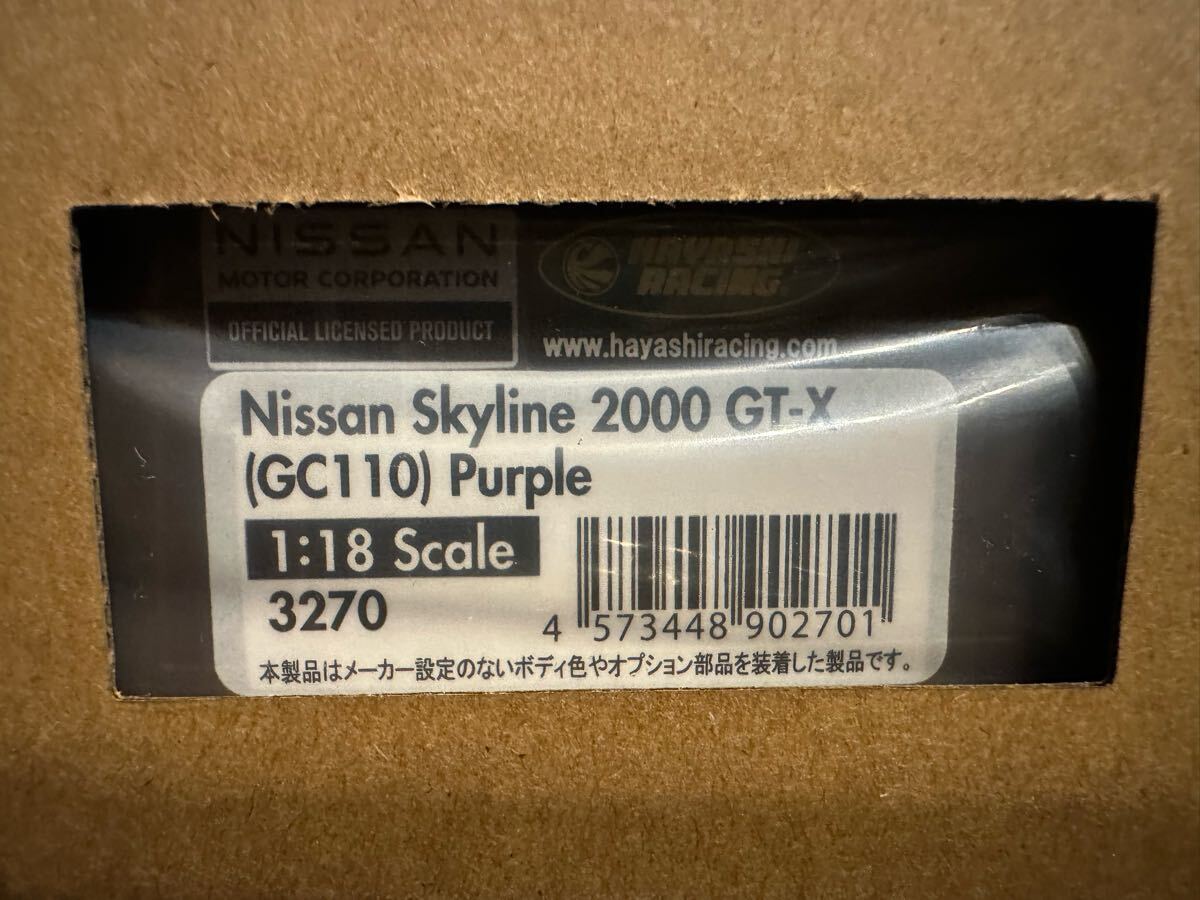 NISSAN
MOTOR CORPORATION
OFFICIAL LICENSED PRODUCT
HAYASHI
RACING
www.hayashiracing.com
Nissan Skyline 2000 GT-X
(GC110) Purple
1:18 Scale
3270
4 573448 902701
本製品はメーカー設定のないボディ色やオプション部品を装着した製品です。